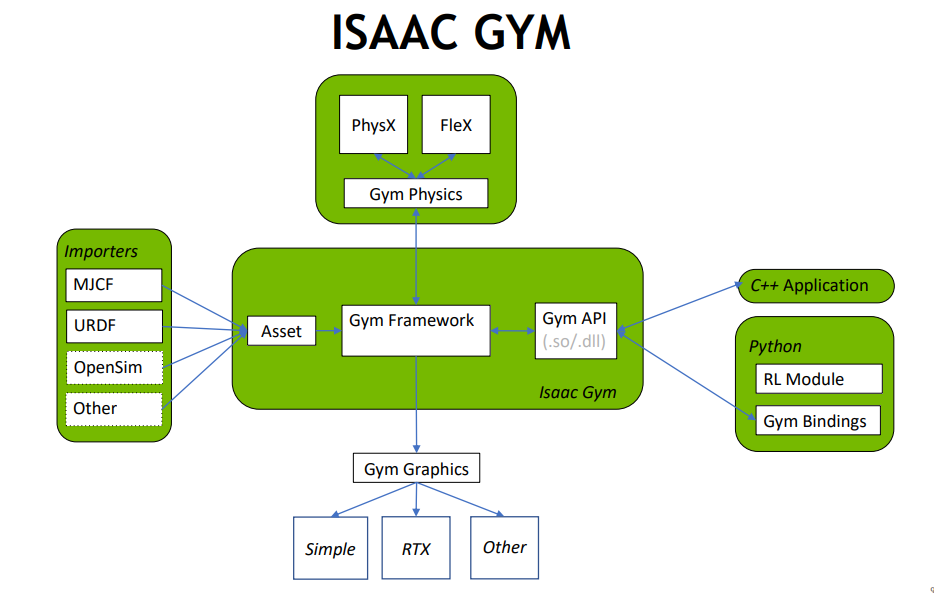 ISAAC GYM
PhysX
FleX
Gym Physics
Importers
MJCF
URDF
OpenSim
Other
Asset
Gym Framework
Gym API
(.so/.dll)
Isaac Gym
C++ Application
Python
RL Module
Gym Bindings
Gym Graphics
Simple
RTX
Other